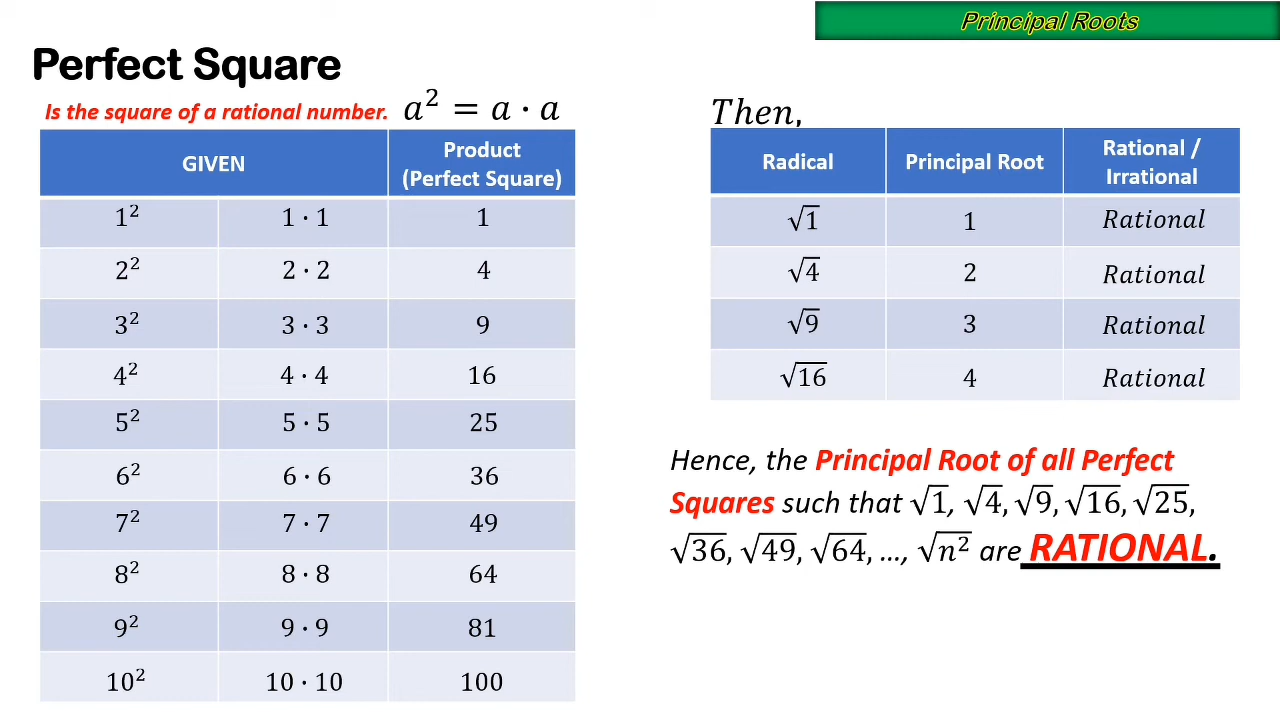 Principal Roots
Perfect Square
Is the square of a rational number. a² = a · a
GIVEN Product (Perfect Square)
1² 1 · 1 1
2² 2 · 2 4
3² 3 · 3 9
4² 4 · 4 16
5² 5 · 5 25
6² 6 · 6 36
7² 7 · 7 49
8² 8 · 8 64
9² 9 · 9 81
10² 10 · 10 100
Then,
Radical Principal Root Rational / Irrational
√1 1 Rational
√4 2 Rational
√9 3 Rational
√16 4 Rational
Hence, the Principal Root of all Perfect
Squares such that √1, √4, √9, √16, √25,
√36, √49, √64, ..., √n² are RATIONAL.